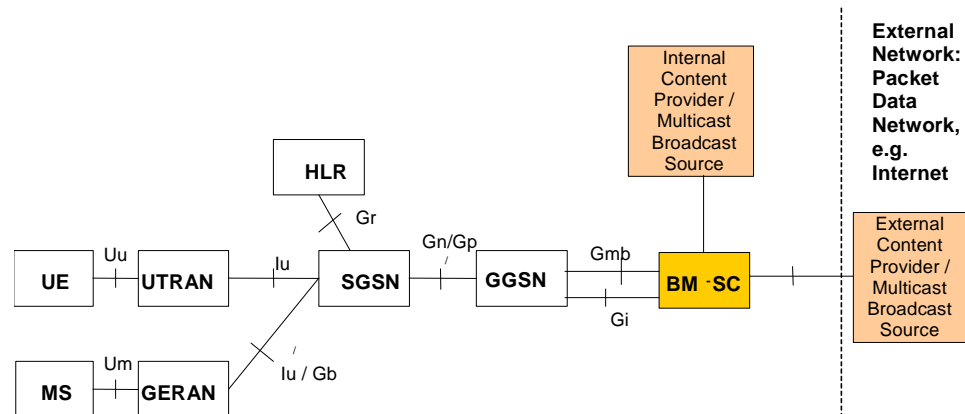 External
Network:
Packet
Data
Network,
e.g.
Internet
Internal
Content
Provider /
Multicast
Broadcast
Source
HLR
Gr
External
Content
Provider /
Multicast
Broadcast
Source
Uu
Iu
Gn/Gp
Gmb
UE
UTRAN
SGSN
GGSN
BM -SC
Gi
Um
Iu / Gb
MS
GERAN